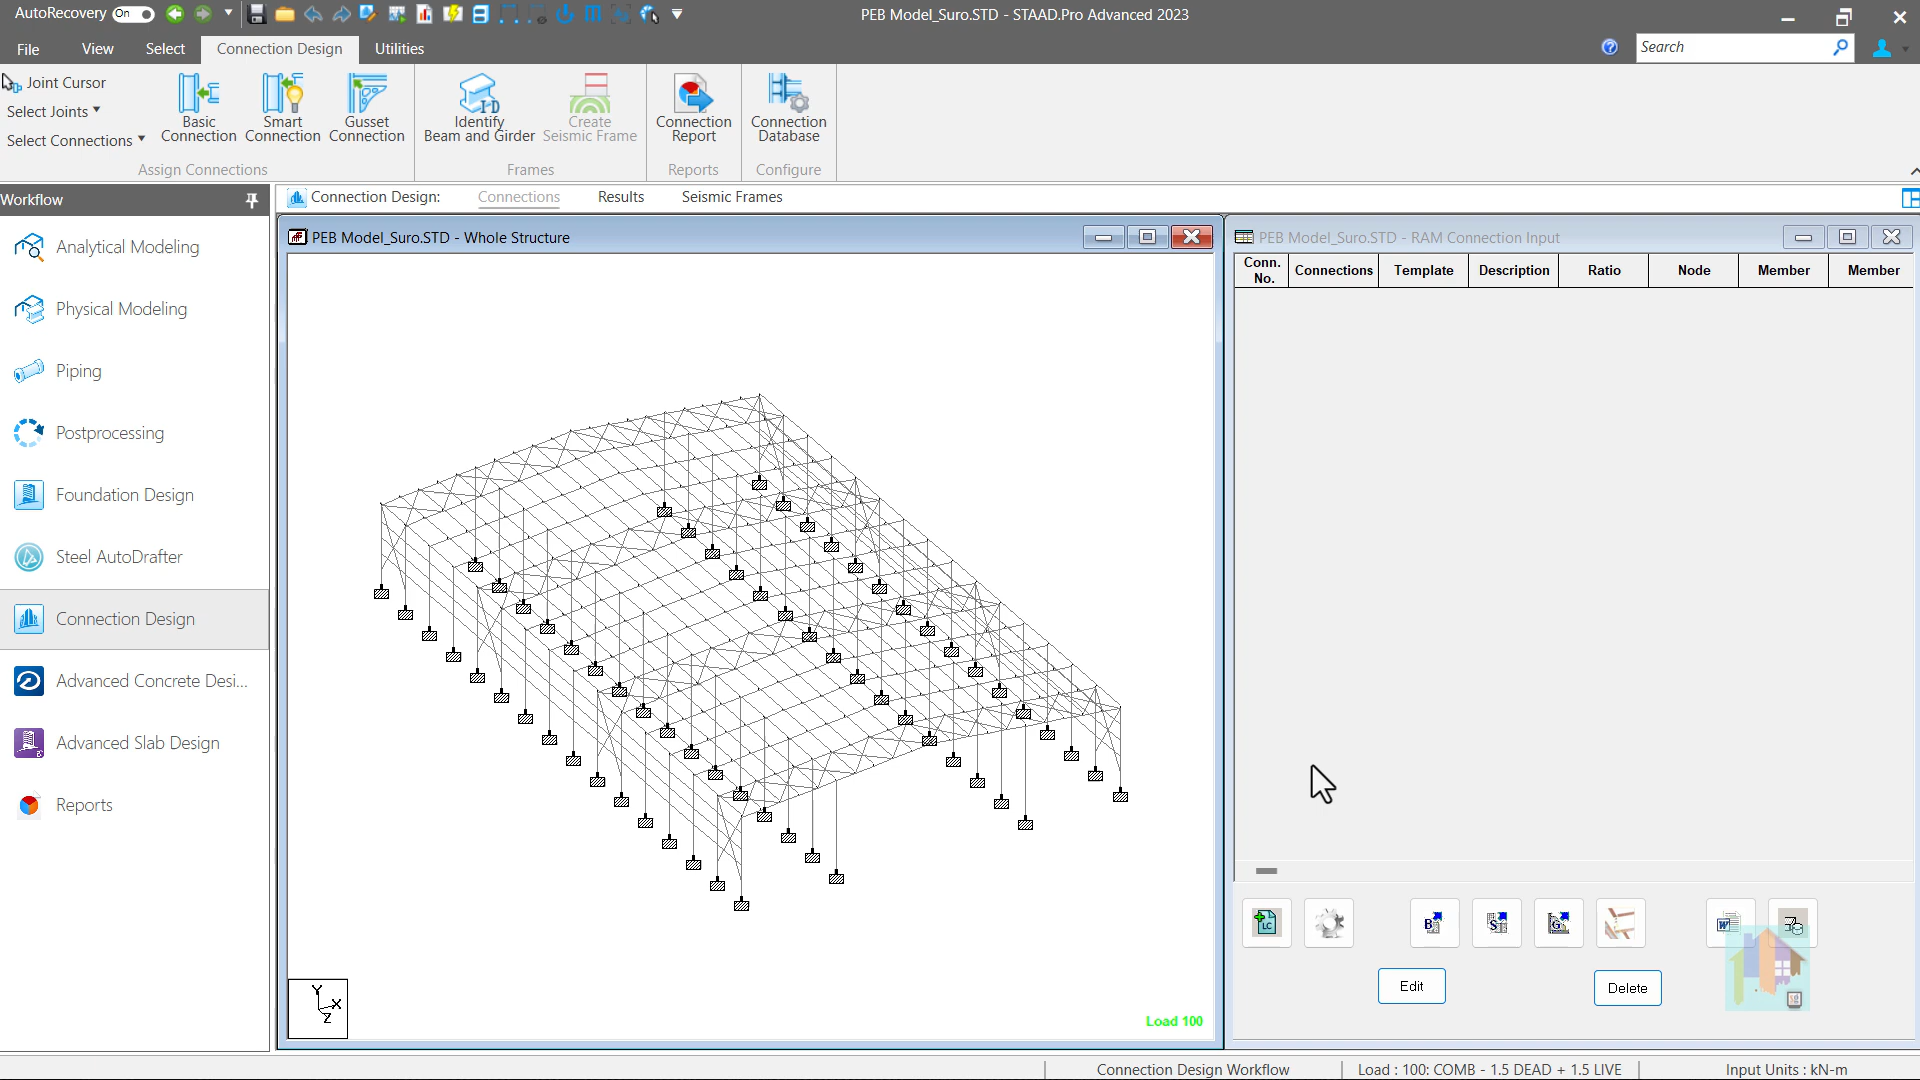 AutoRecovery On
PEB Model_Suro.STD - STAAD.Pro Advanced 2023
File View Select Connection Design Utilities
Search
Joint Cursor
Select Joints
Select Connections
Basic Connection
Smart Connection
Gusset Connection
Assign Connections
Identify Beam and Girder
Create Seismic Frame
Frames
Connection Report
Reports
Connection Database
Configure
Workflow
Analytical Modeling
Physical Modeling
Piping
Postprocessing
Foundation Design
Steel AutoDrafter
Connection Design
Advanced Concrete Desi...
Advanced Slab Design
Reports
Connection Design: Connections Results Seismic Frames
PEB Model_Suro.STD - Whole Structure
Y
X
Z
Load 100
PEB Model_Suro.STD - RAM Connection Input
Conn. No. Connections Template Description Ratio Node Member Member
LC
B
S
G
W
Edit
Delete
Connection Design Workflow
Load : 100: COMB - 1.5 DEAD + 1.5 LIVE
Input Units : kN-m